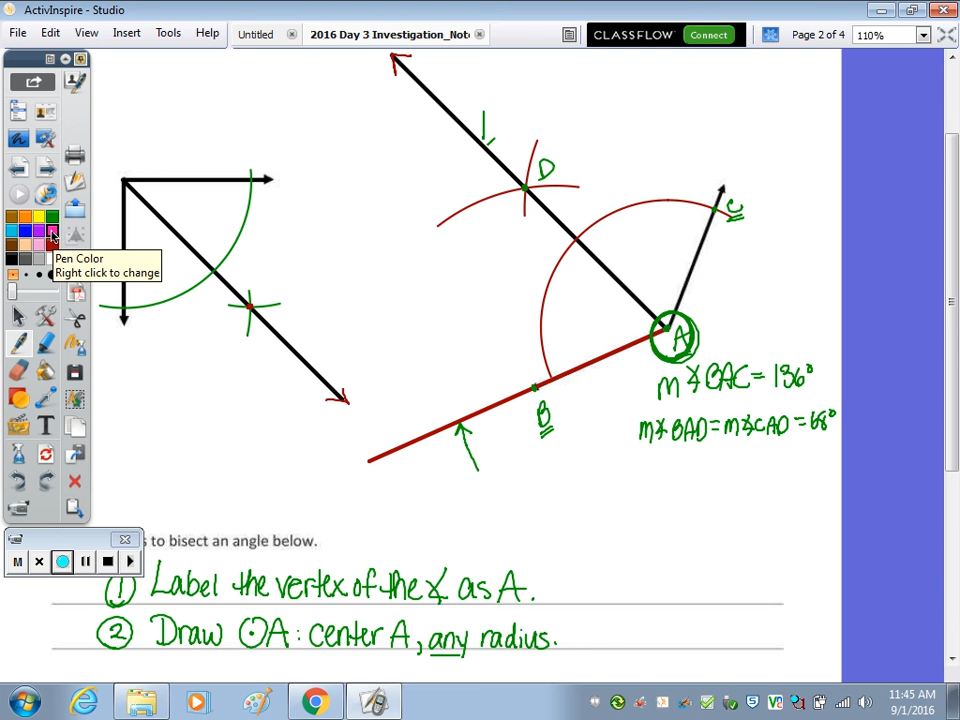 ActivInspire - Studio
File Edit View Insert Tools Help Untitled 2016 Day 3 Investigation_Note CLASSFLOW Connect Page 2 of 4 110%
D
C
Pen Color
Right click to change
A
m∡BAC = 136°
B
m∡BAD = m∡CAD = 68°
s to bisect an angle below.
M
① Label the vertex of the ∡ as A.
② Draw ⊙A: center A, any radius.
11:45 AM
9/1/2016